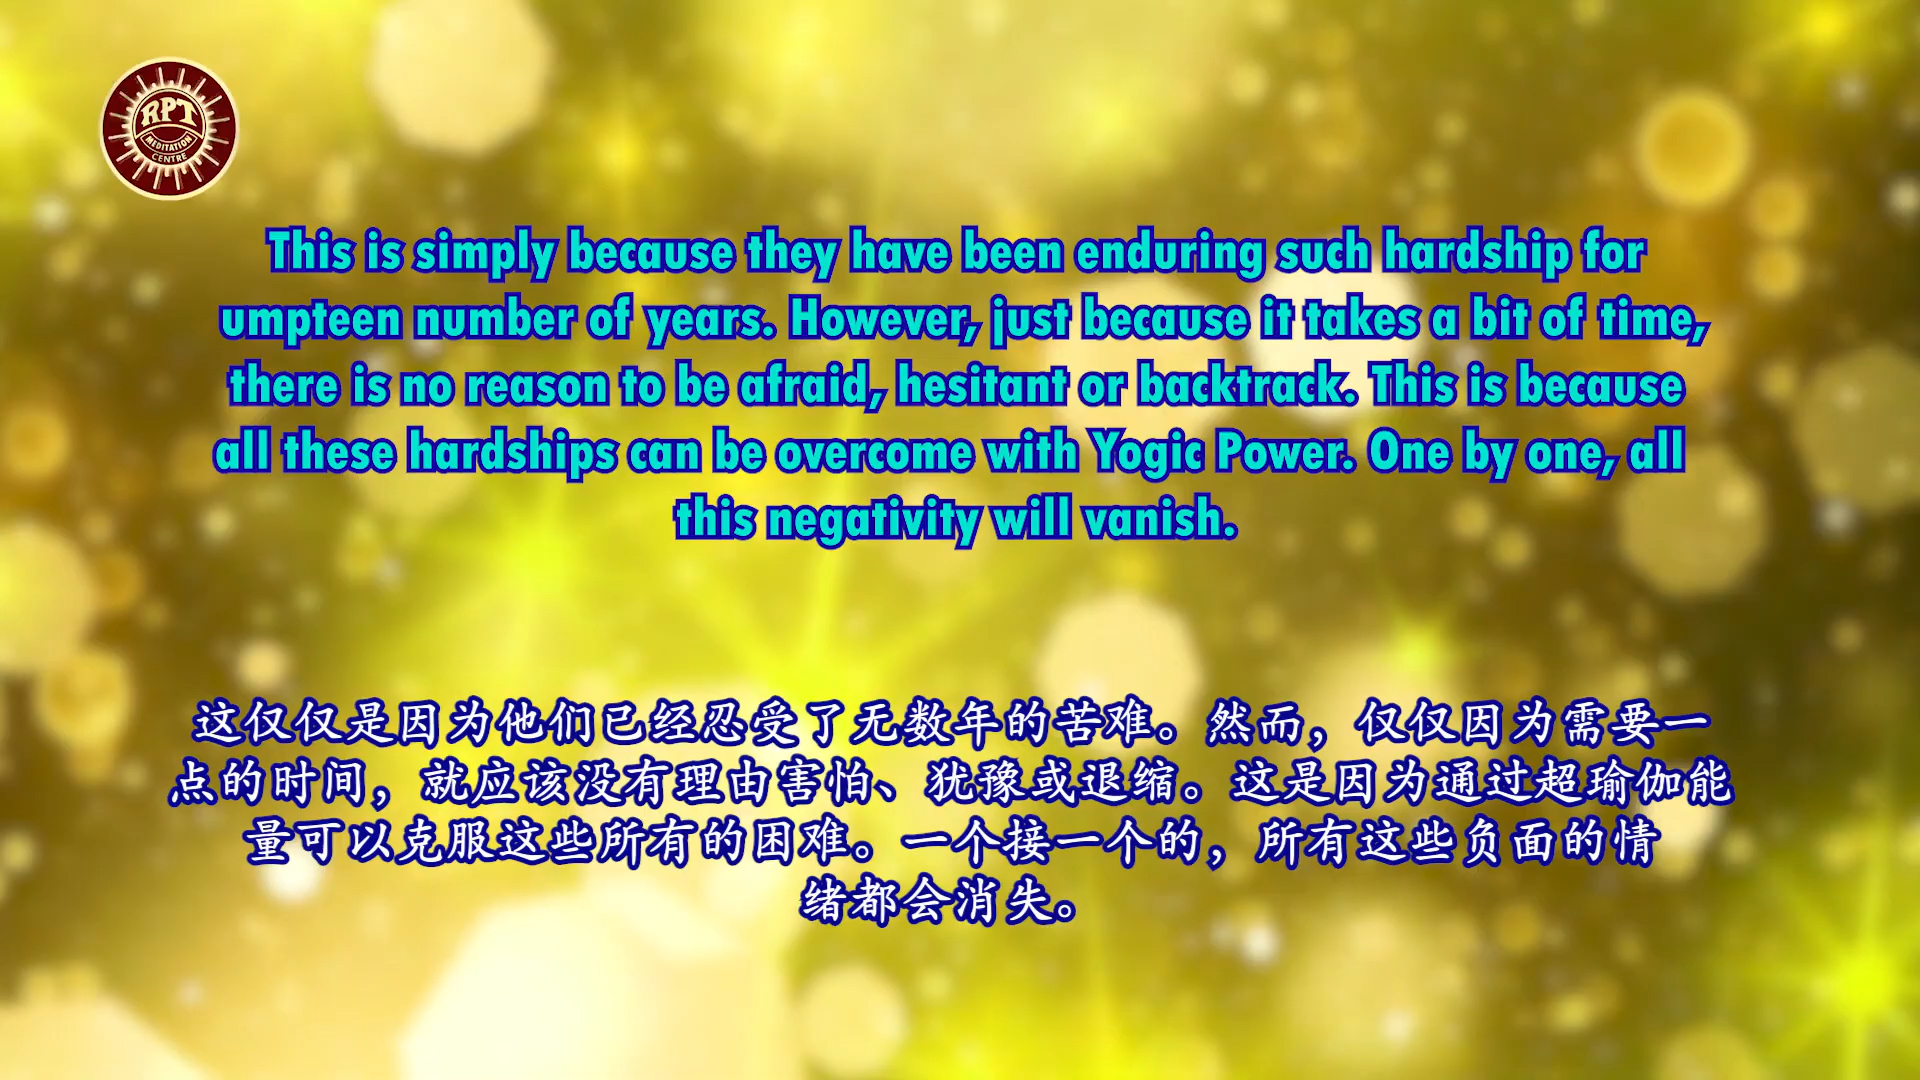 RPT
MEDITATION
CENTRE
This is simply because they have been enduring such hardship for
umpteen number of years. However, just because it takes a bit of time,
there is no reason to be afraid, hesitant or backtrack. This is because
all these hardships can be overcome with Yogic Power. One by one, all
this negativity will vanish.
这仅仅是因为他们已经忍受了无数年的苦难。然而，仅仅因为需要一
点的时间，就应该没有理由害怕、犹豫或退缩。这是因为通过超瑜伽能
量可以克服这些所有的困难。一个接一个的，所有这些负面的情
绪都会消失。